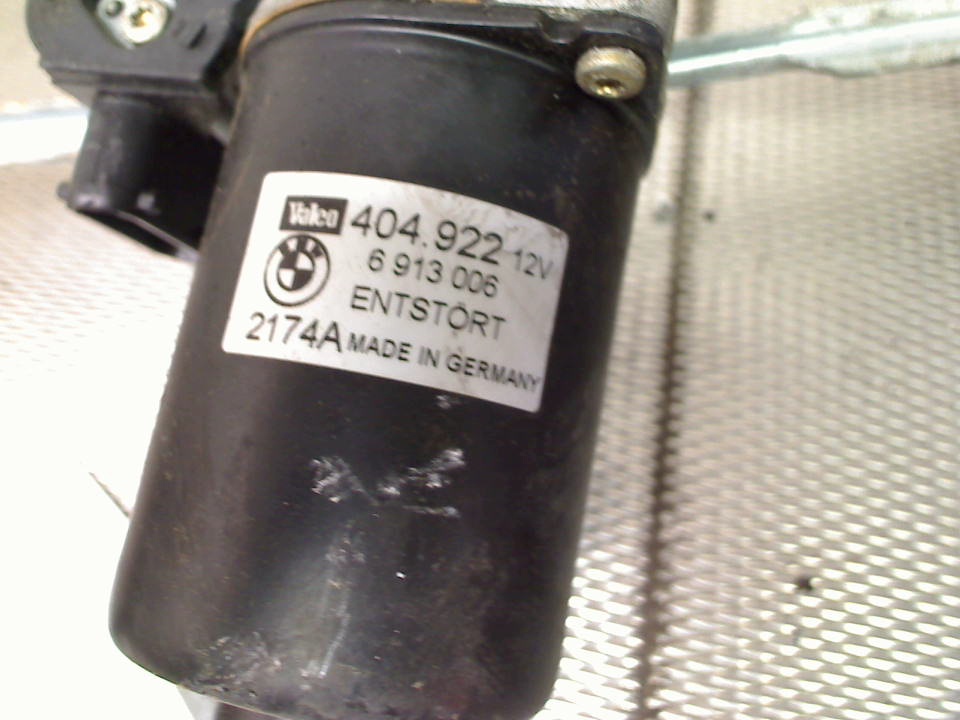 Valeo 404.922 12V
6 913 006
ENTSTÖRT
2174A MADE IN GERMANY